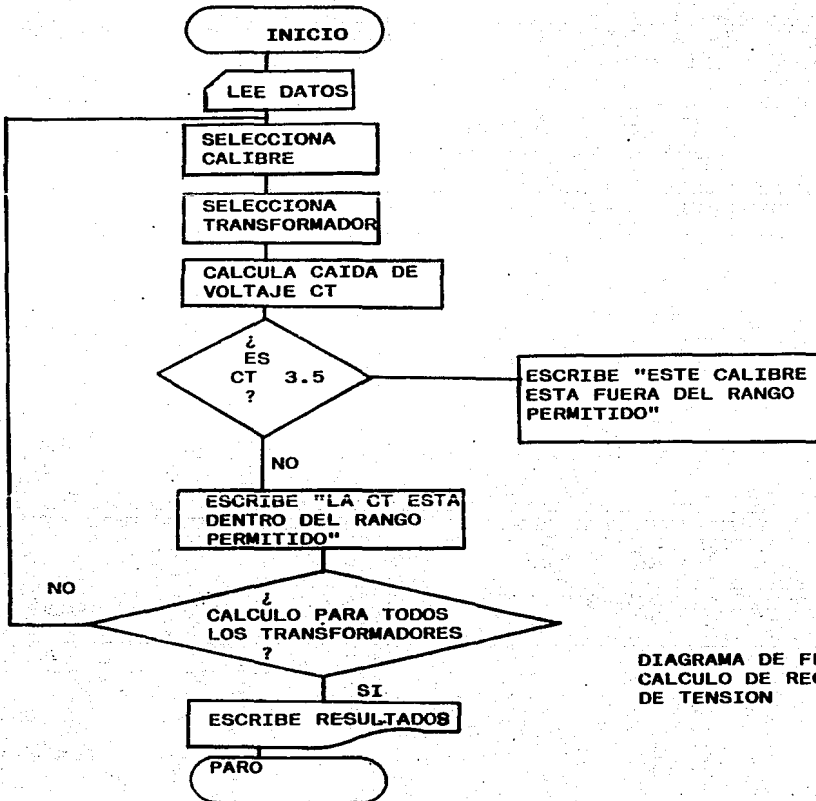 INICIO
LEE DATOS
SELECCIONA
CALIBRE
SELECCIONA
TRANSFORMADOR
CALCULA CAIDA DE
VOLTAJE CT
¿
ES
CT 3.5
?
ESCRIBE "ESTE CALIBRE
ESTA FUERA DEL RANGO
PERMITIDO"
NO
ESCRIBE "LA CT ESTA
DENTRO DEL RANGO
PERMITIDO"
NO
¿
CALCULO PARA TODOS
LOS TRANSFORMADORES
?
SI
ESCRIBE RESULTADOS
PARO
DIAGRAMA DE
CALCULO DE
DE TENSION